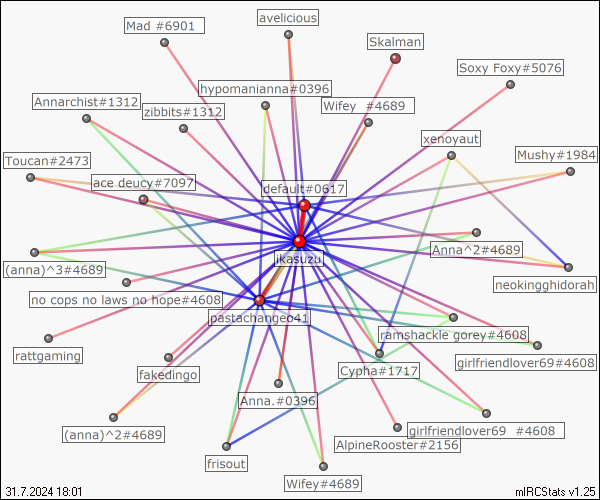 avelicious
Mad #6901
Skalman
Soxy Foxy#5076
hypomanianna#0396
Annarchist#1312
Wifey #4689
zibbits#1312
xenoyaut
Mushy#1984
Toucan#2473
ace deucy#7097
default#0617
Anna^2#4689
ikasuzu
(anna)^3#4689
neokingghidorah
no cops no laws no hope#4608
pastachange041
ramshackle gorey#4608
rattgaming
girlfriendlover69#4608
fakedingo
Cypha#1717
Anna.#0396
(anna)^2#4689
girlfriendlover69 #4608
AlpineRooster#2156
frisout
Wifey#4689
31.7.2024 18:01
mIRCStats v1.25